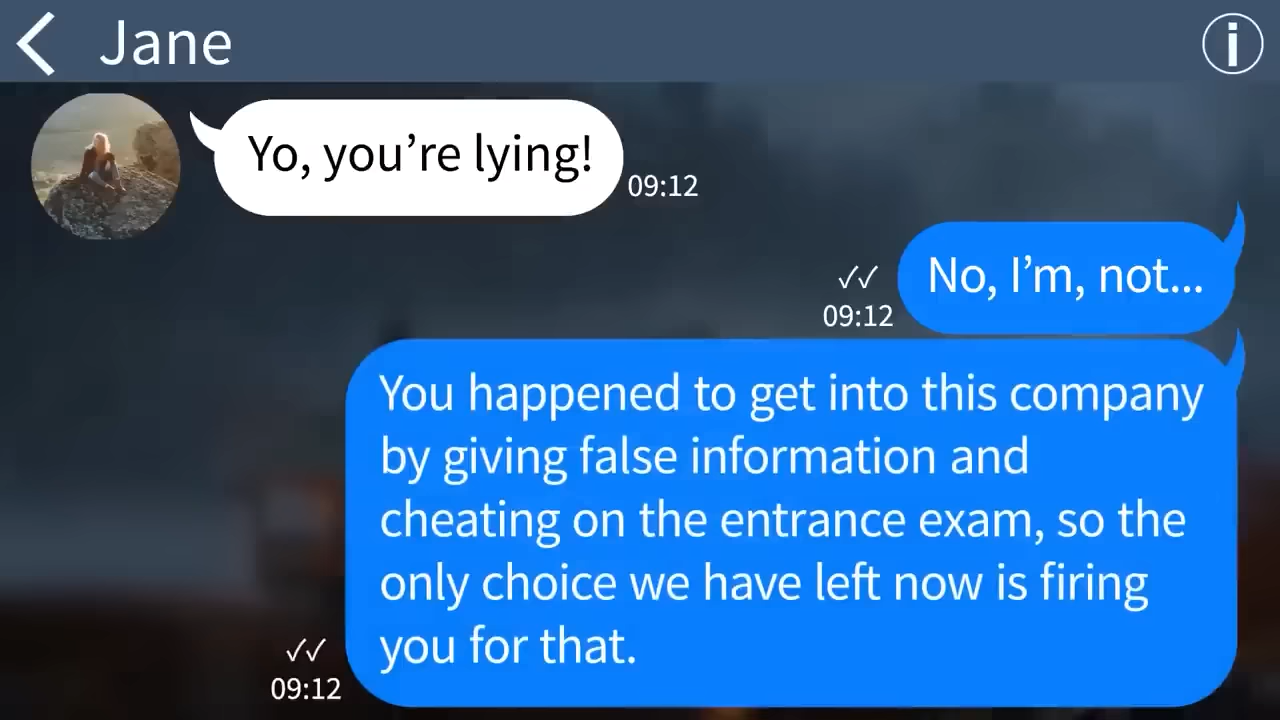 Jane
Yo, you’re lying!
09:12
No, I’m, not...
09:12
You happened to get into this company
by giving false information and
cheating on the entrance exam, so the
only choice we have left now is firing
you for that.
09:12